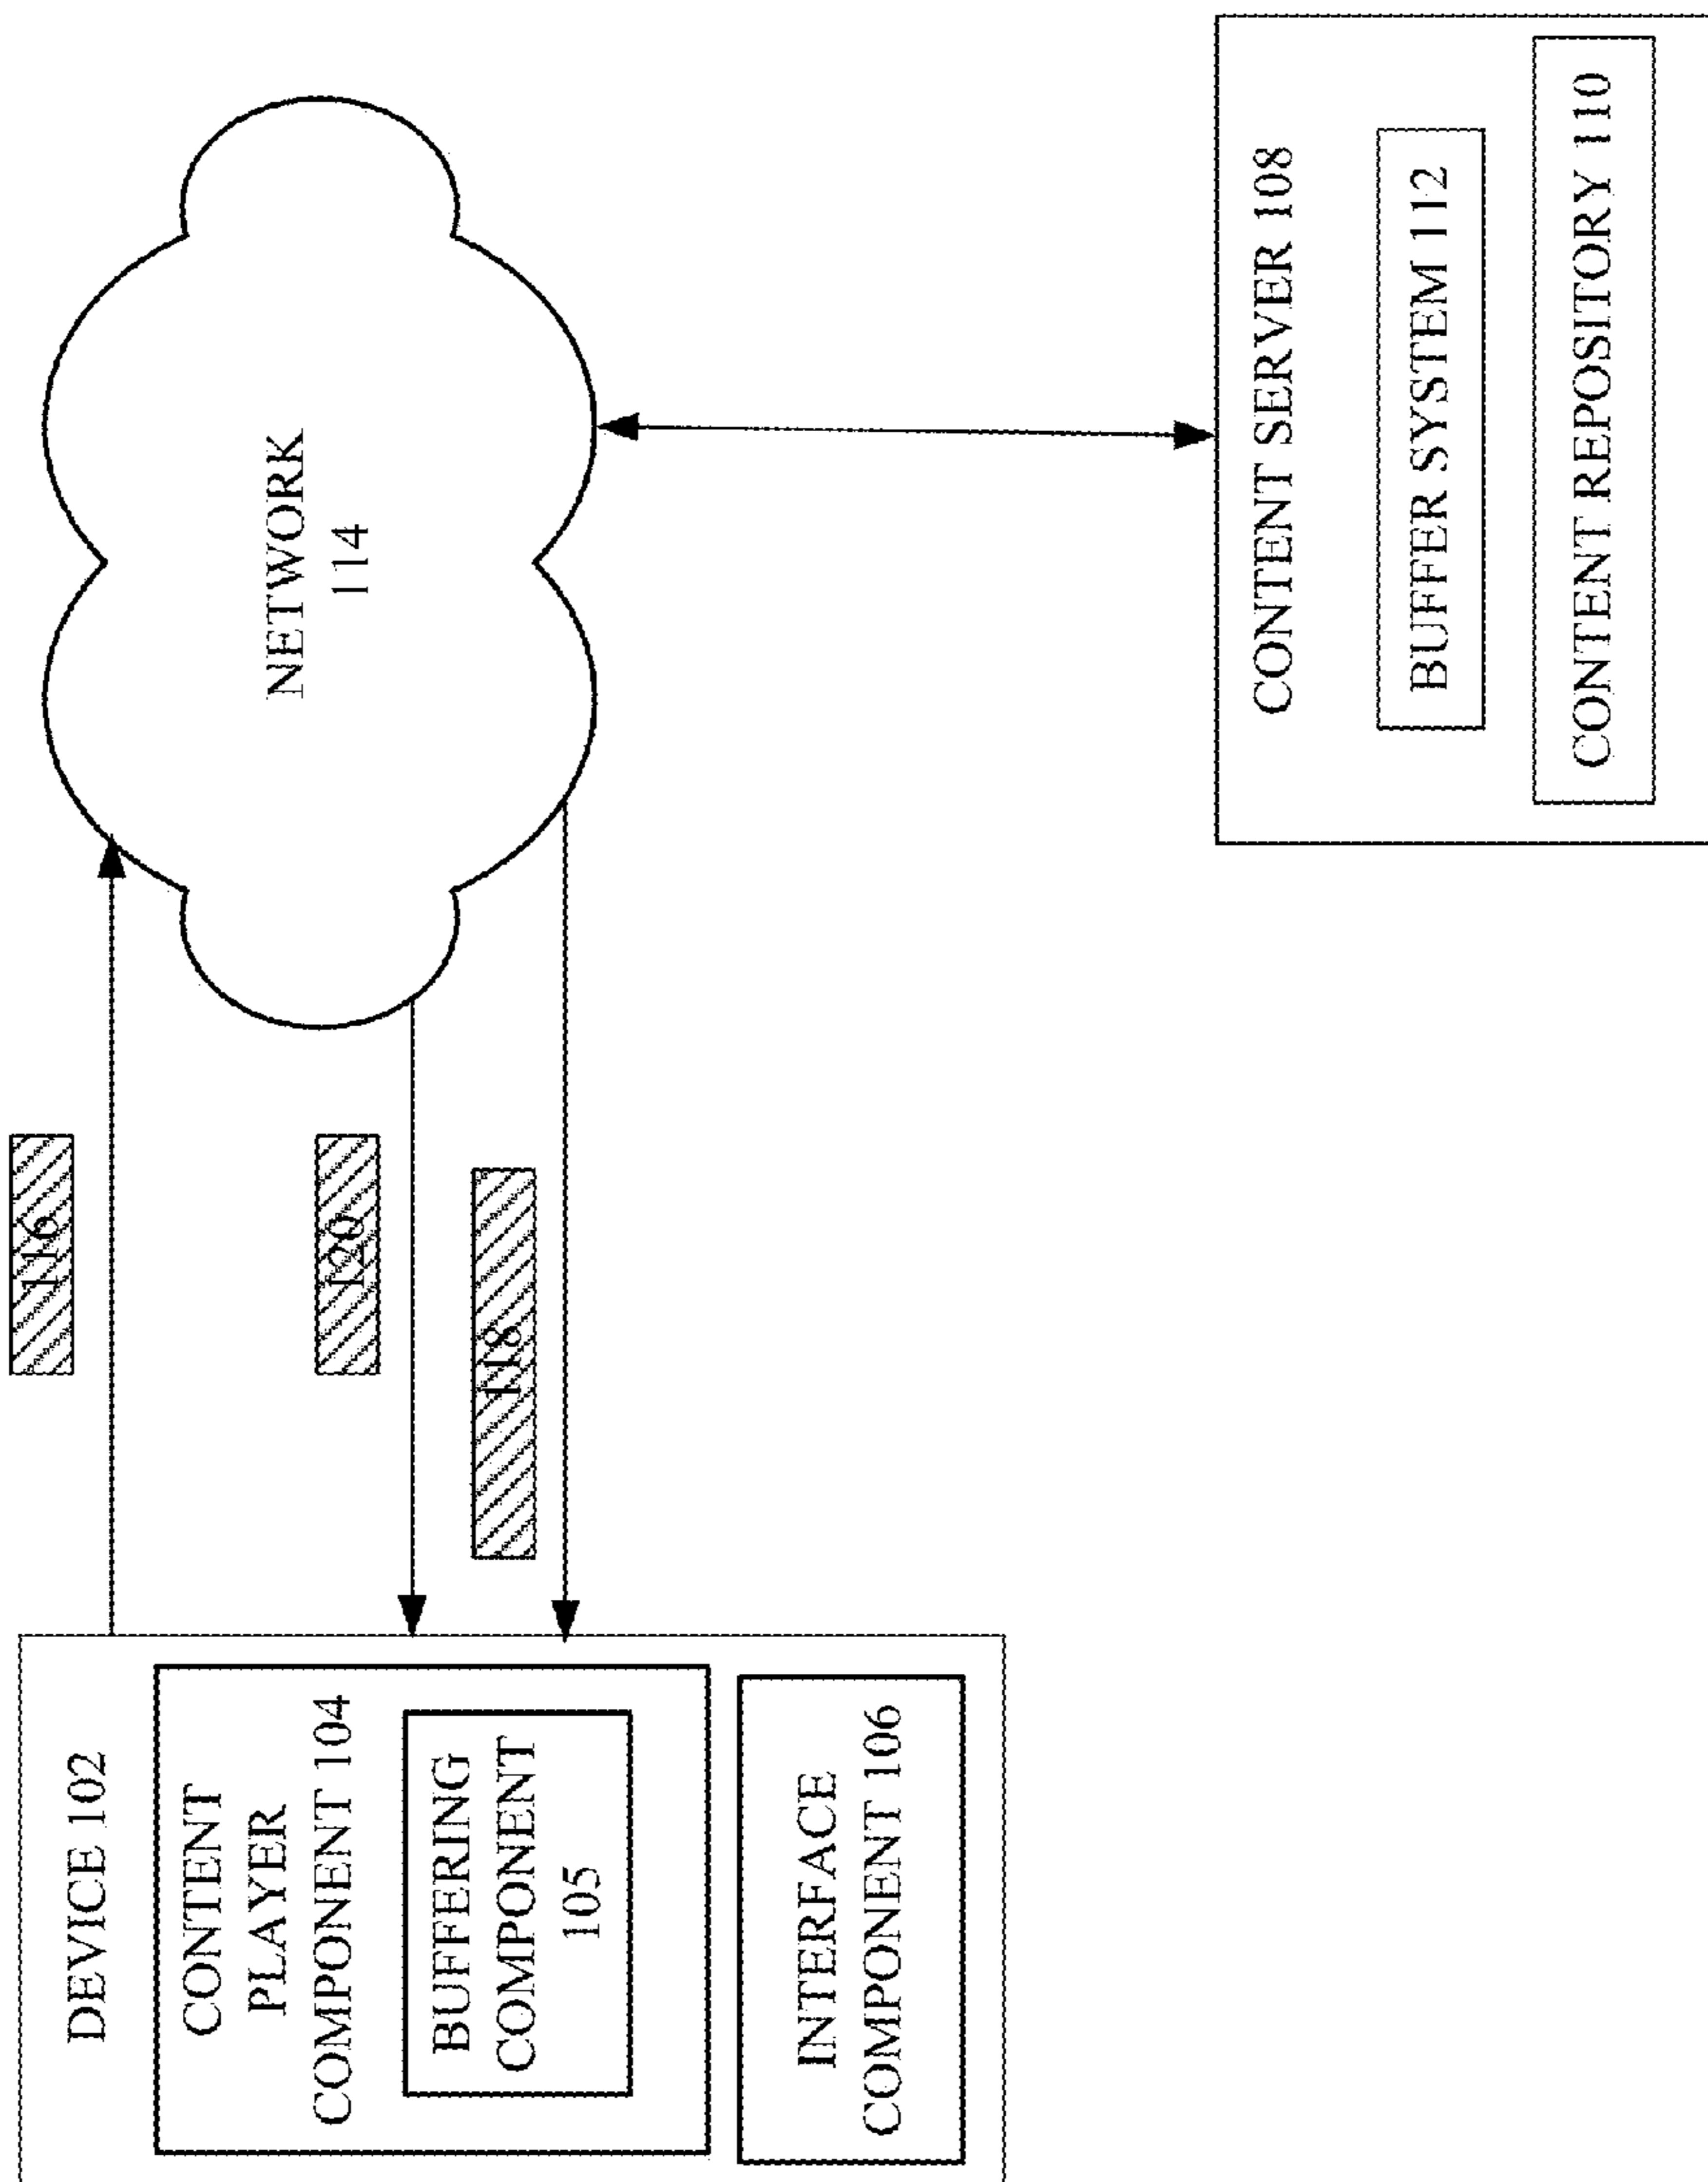 DEVICE 102
CONTENT
PLAYER
COMPONENT 104
BUFFERING
COMPONENT
105
INTERFACE
COMPONENT 106
116
120
118
NETWORK
114
CONTENT SERVER 108
BUFFER SYSTEM 112
CONTENT REPOSITORY 110